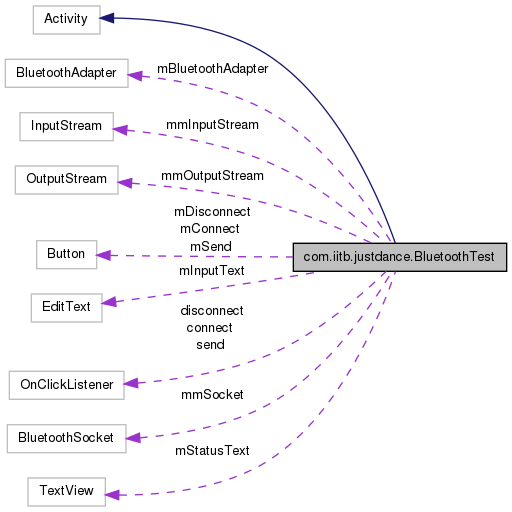 Activity
BluetoothAdapter
mBluetoothAdapter
InputStream
mmInputStream
OutputStream
mmOutputStream
mDisconnect
mConnect
mSend
Button
com.iitb.justdance.BluetoothTest
mInputText
EditText
disconnect
connect
send
OnClickListener
mmSocket
BluetoothSocket
mStatusText
TextView